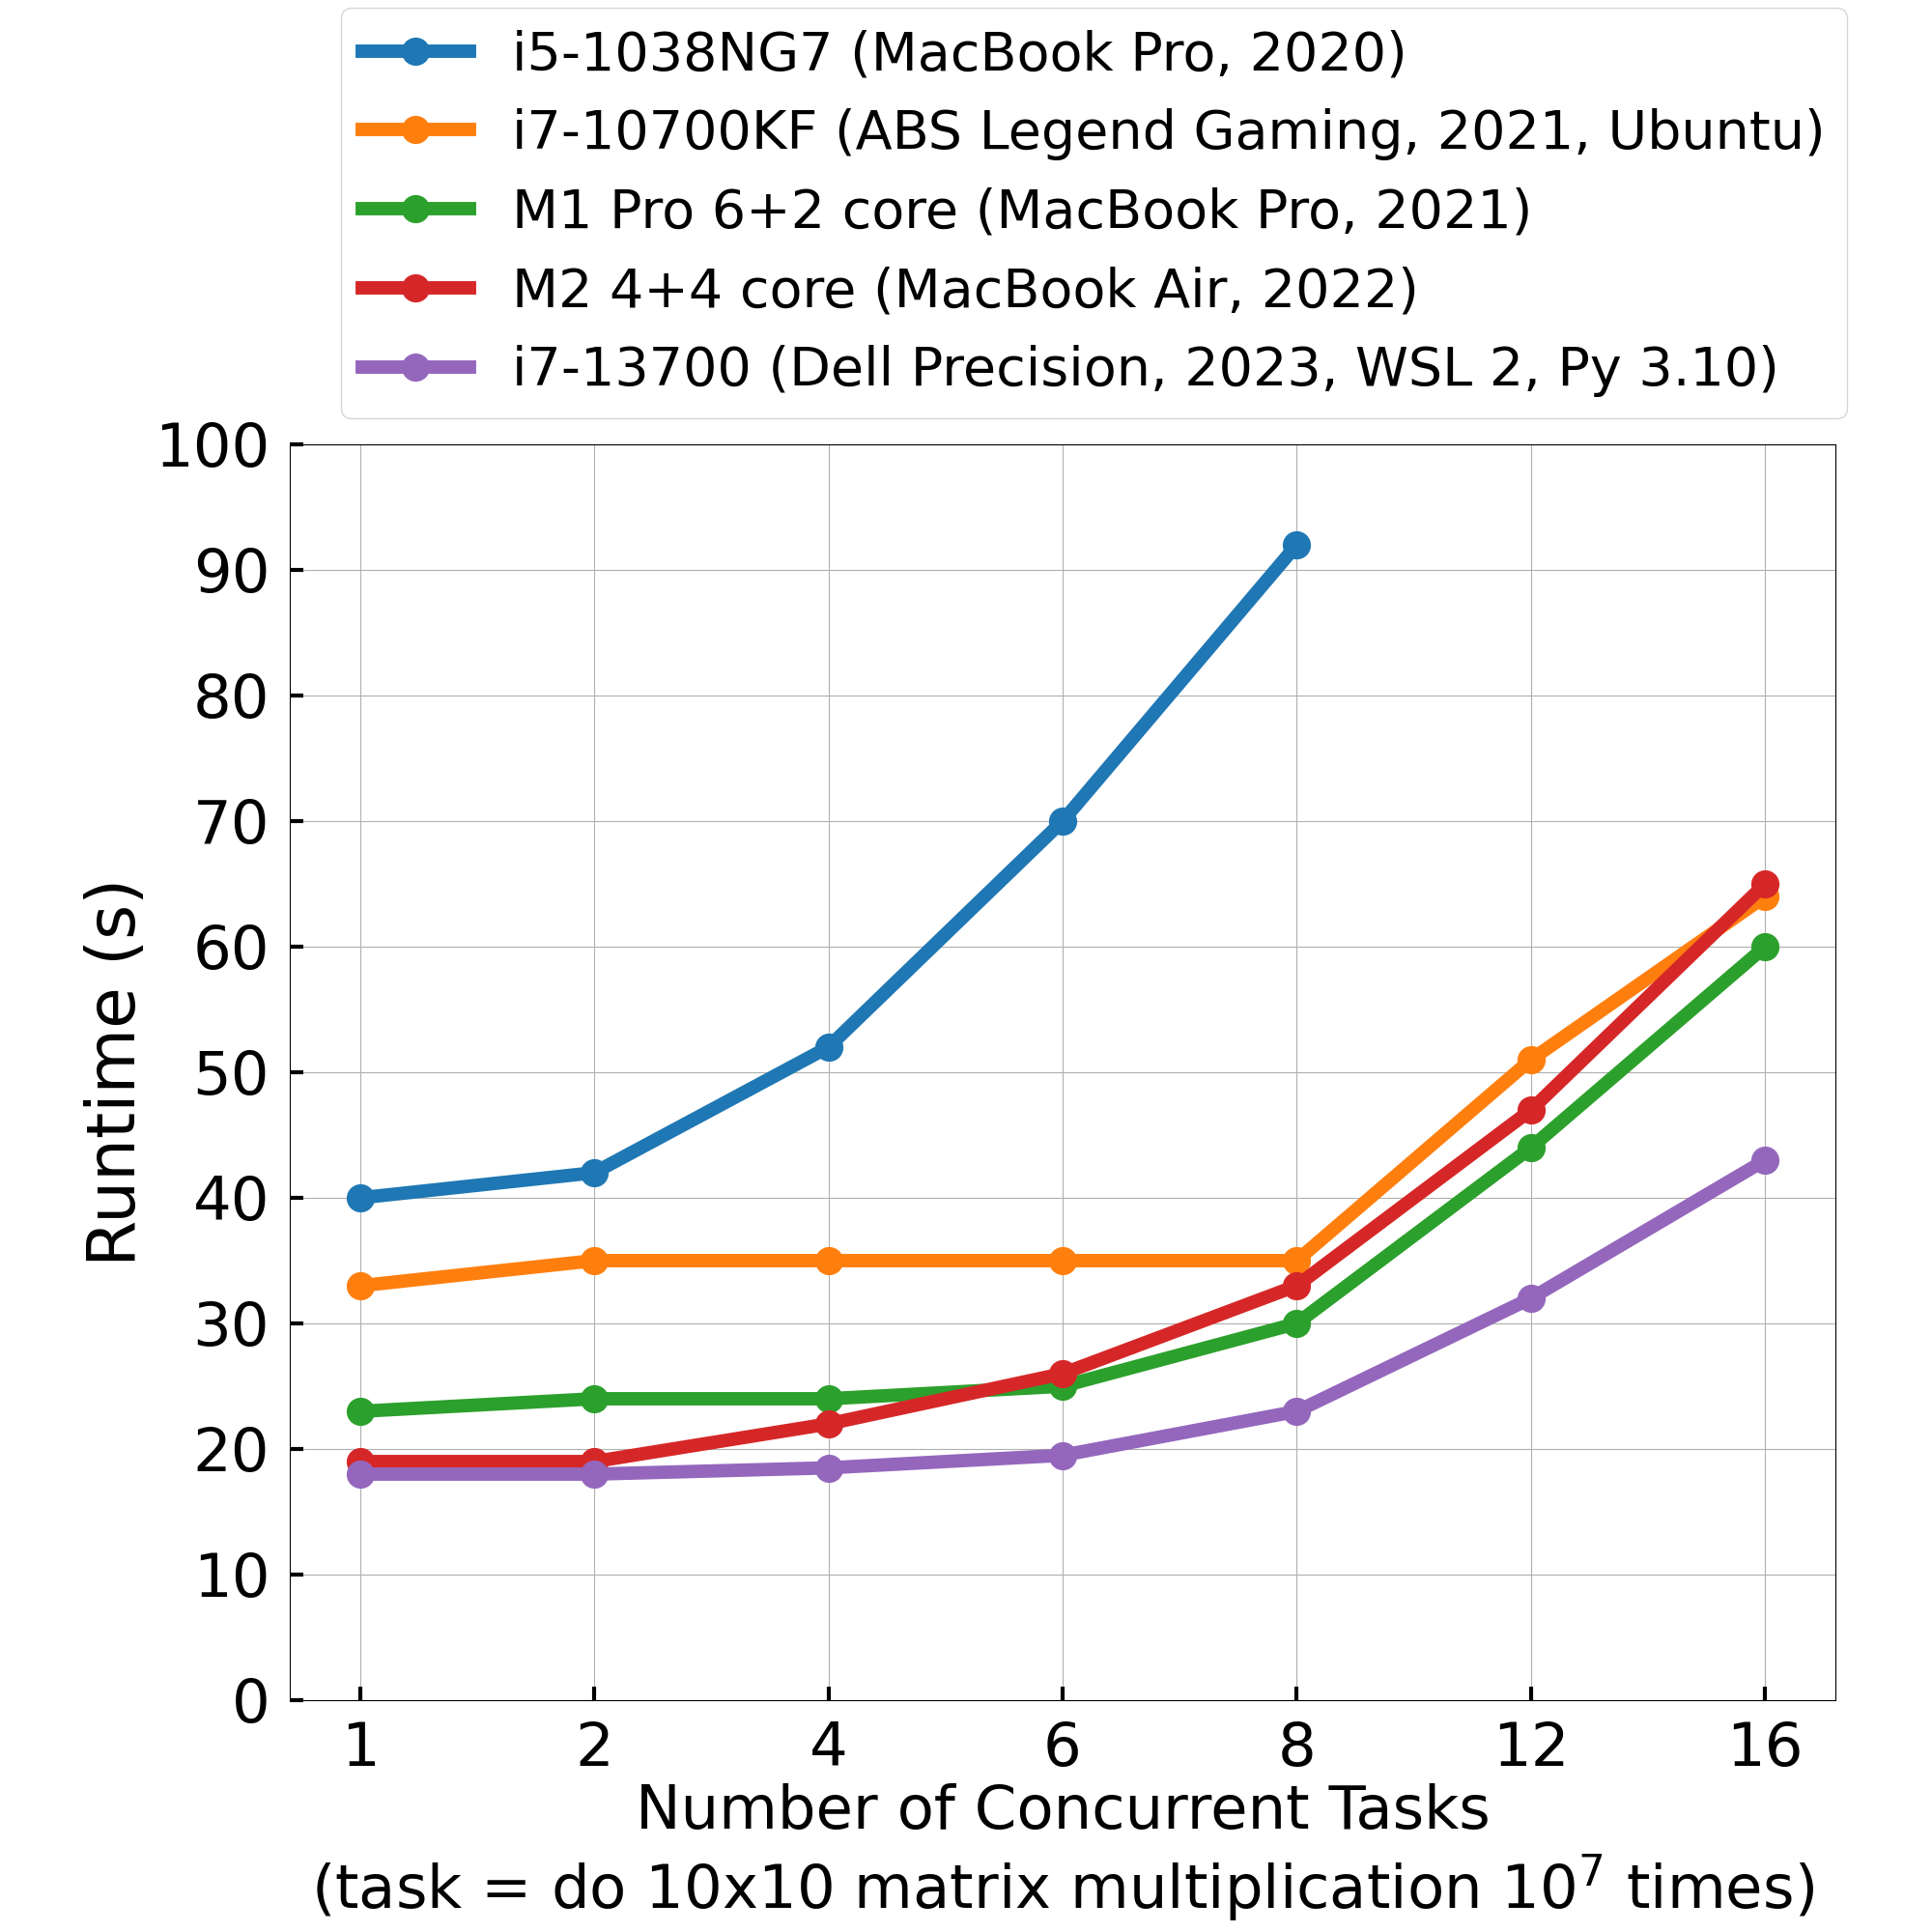 i5-1038NG7 (MacBook Pro, 2020)
i7-10700KF (ABS Legend Gaming, 2021, Ubuntu)
M1 Pro 6+2 core (MacBook Pro, 2021)
M2 4+4 core (MacBook Air, 2022)
i7-13700 (Dell Precision, 2023, WSL 2, Py 3.10)
100
90
80
70
60
50
40
30
20
10
0
Runtime (s)
1 2 4 6 8 12 16
Number of Concurrent Tasks
(task = do 10x10 matrix multiplication 10⁷ times)